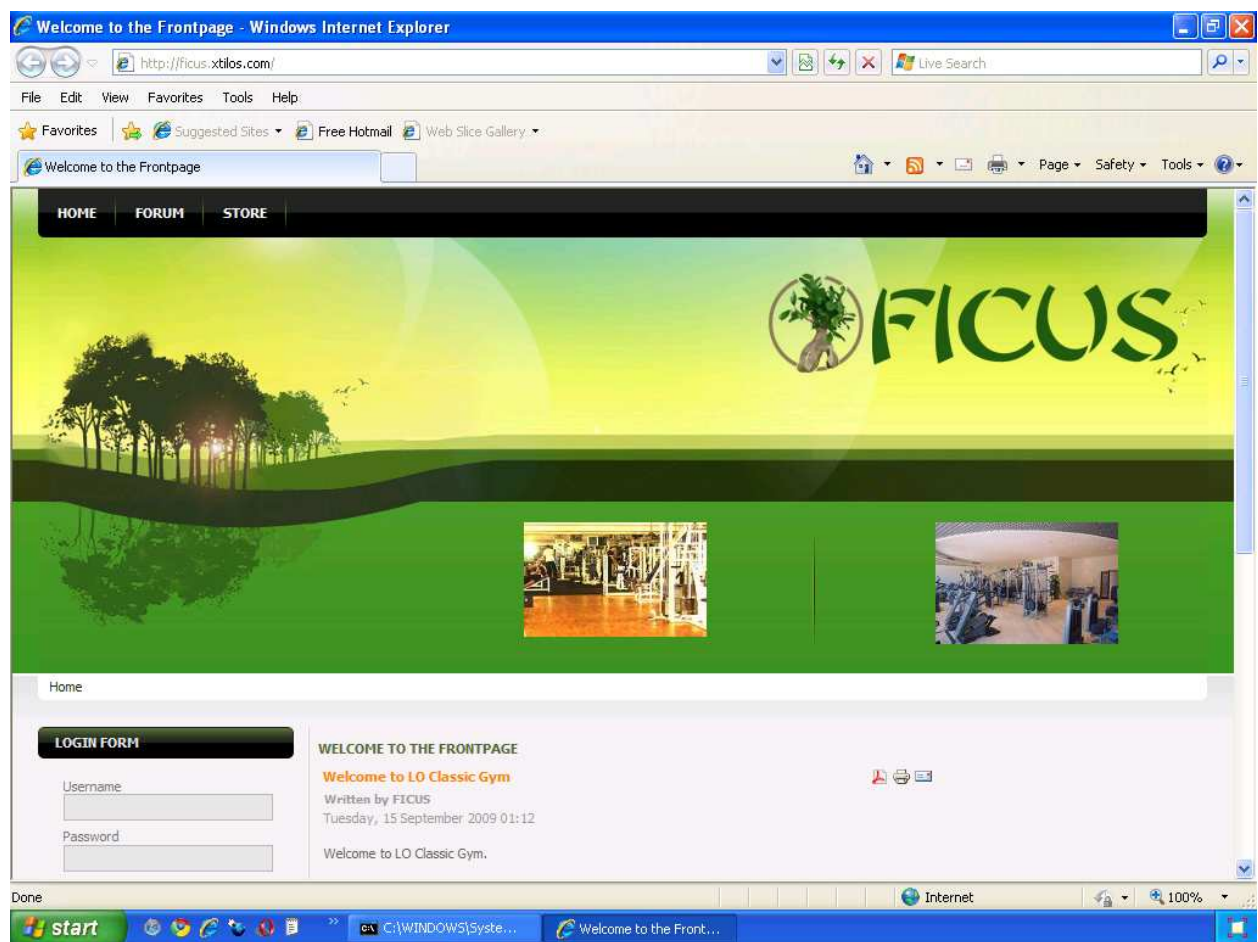 Welcome to the Frontpage - Windows Internet Explorer
http://ficus.xtilos.com/
Live Search
File Edit View Favorites Tools Help
Favorites Suggested Sites Free Hotmail Web Slice Gallery
Welcome to the Frontpage
Page Safety Tools
HOME FORUM STORE
FICUS
Home
LOGIN FORM
Username
Password
WELCOME TO THE FRONTPAGE
Welcome to LO Classic Gym
Written by FICUS
Tuesday, 15 September 2009 01:12
Welcome to LO Classic Gym.
Done Internet 100%
start C:\WINDOWS\Syste... Welcome to the Front...